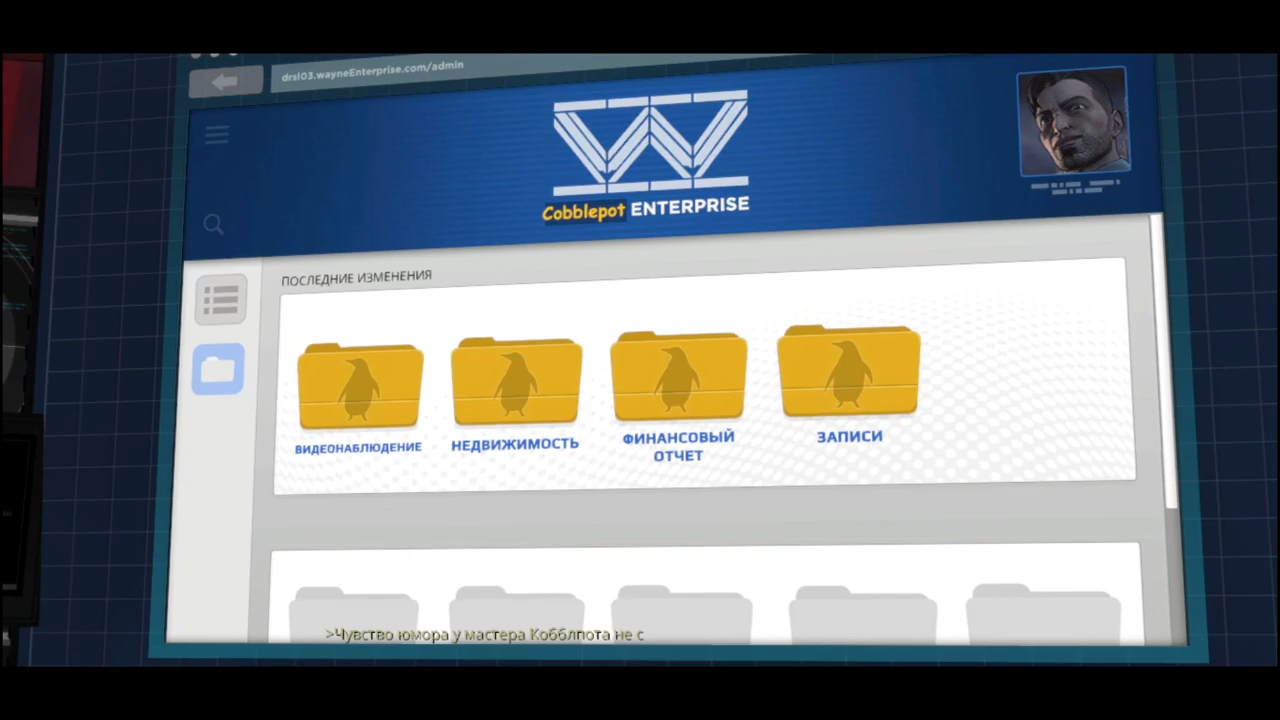 drsl03.wayneEnterprise.com/admin
Cobblepot ENTERPRISE
ПОСЛЕДНИЕ ИЗМЕНЕНИЯ
ВИДЕОНАБЛЮДЕНИЕ
НЕДВИЖИМОСТЬ
ФИНАНСОВЫЙ
ОТЧЕТ
ЗАПИСИ
>Чувство юмора у мастера Кобблпота не с